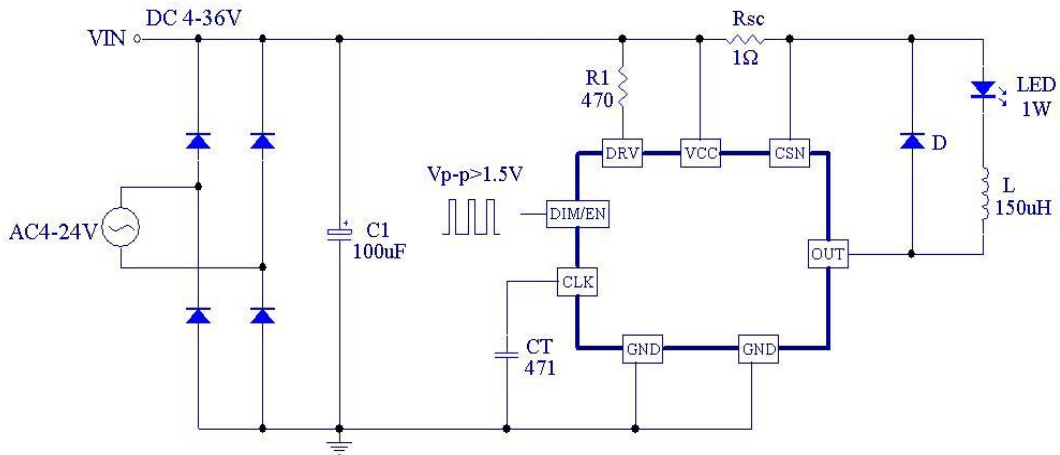 DC 4-36V
VIN
Rsc
1Ω
R1
470
LED
1W
DRV
VCC
CSN
D
Vp-p>1.5V
DIM/EN
L
150uH
AC4-24V
C1
+
100uF
OUT
CLK
CT
471
GND
GND